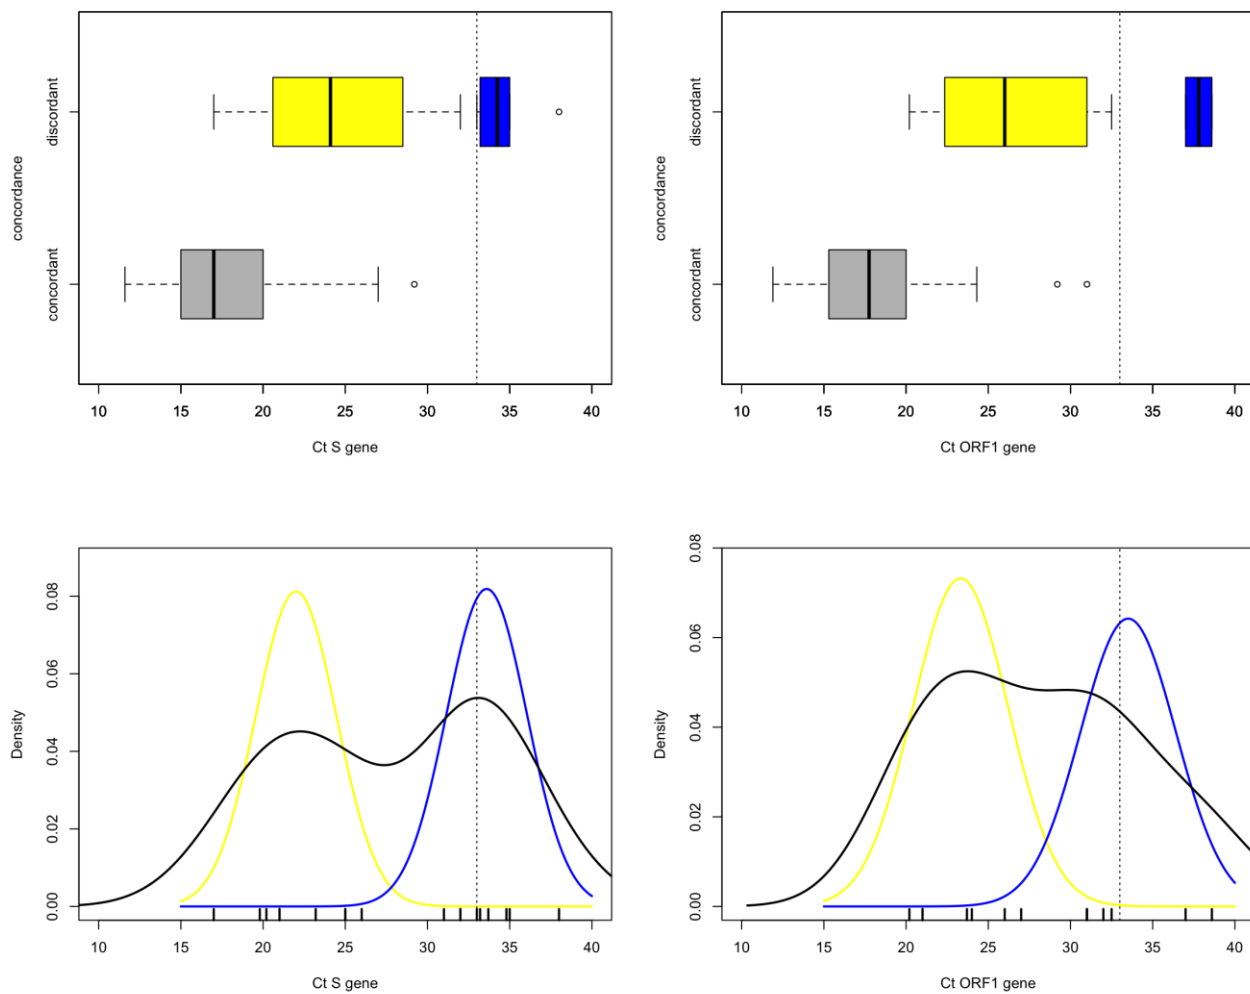 concordance
discordant
concordant
10 15 20 25 30 35 40
Ct S gene
concordance
discordant
concordant
10 15 20 25 30 35 40
Ct ORF1 gene
Density
0.08
0.06
0.04
0.02
0.00
10 15 20 25 30 35 40
Ct S gene
Density
0.08
0.06
0.04
0.02
0.00
10 15 20 25 30 35 40
Ct ORF1 gene